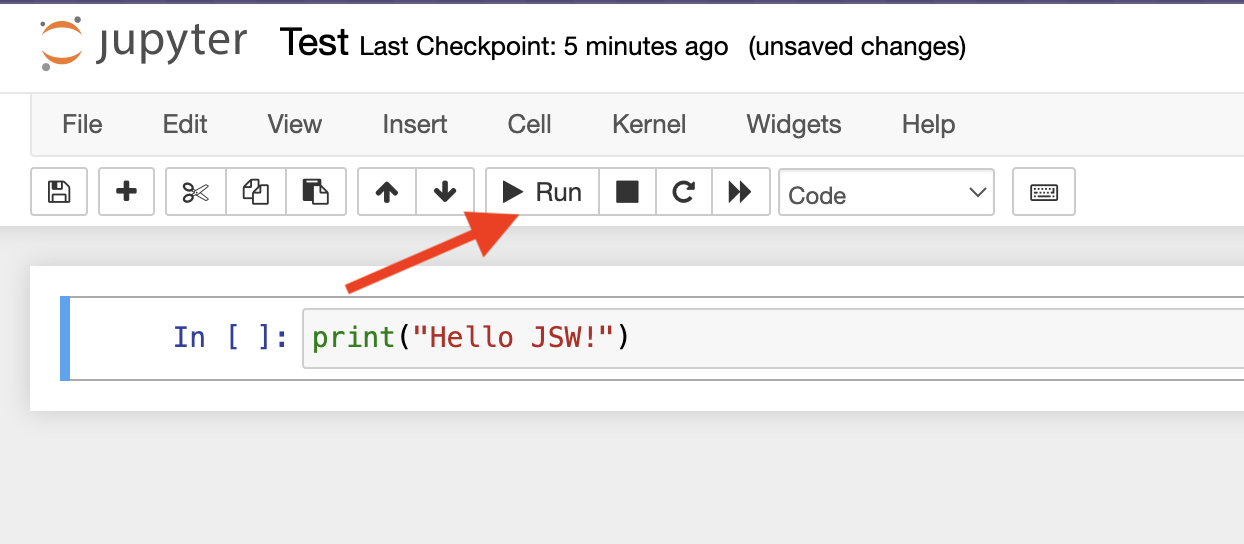 jupyter Test Last Checkpoint: 5 minutes ago (unsaved changes)
File Edit View Insert Cell Kernel Widgets Help
Run Code
In [ ]: print("Hello JSW!")